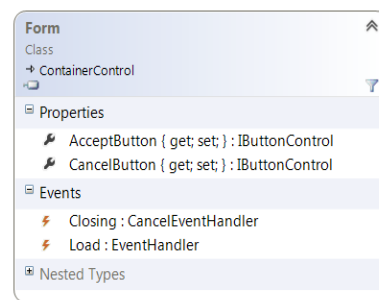 Form
Class
ContainerControl
Properties
AcceptButton { get; set; } : IButtonControl
CancelButton { get; set; } : IButtonControl
Events
Closing : CancelEventHandler
Load : EventHandler
Nested Types